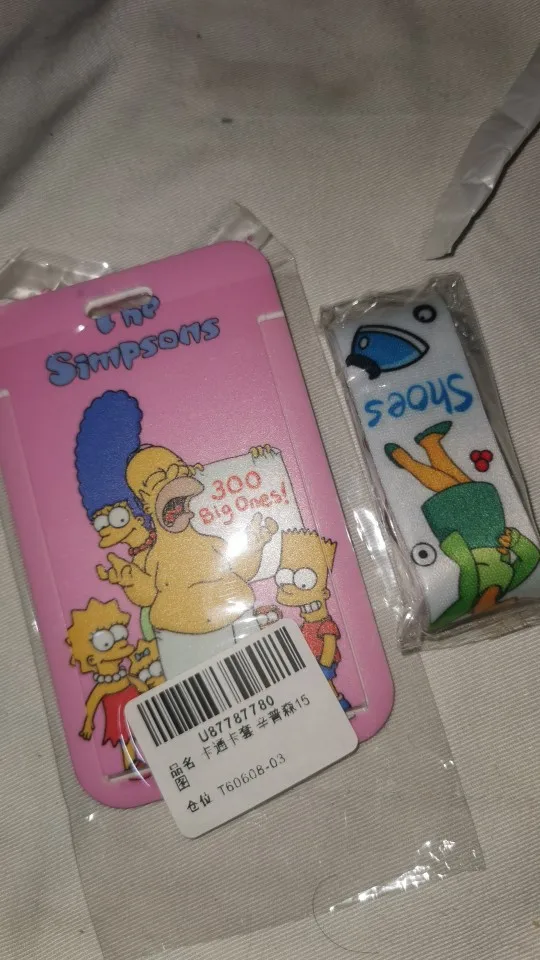 The
Simpsons
300
Big Ones!
U87787780
品名 卡通卡套 辛普森15
图
仓位 T60608-03
Shoes